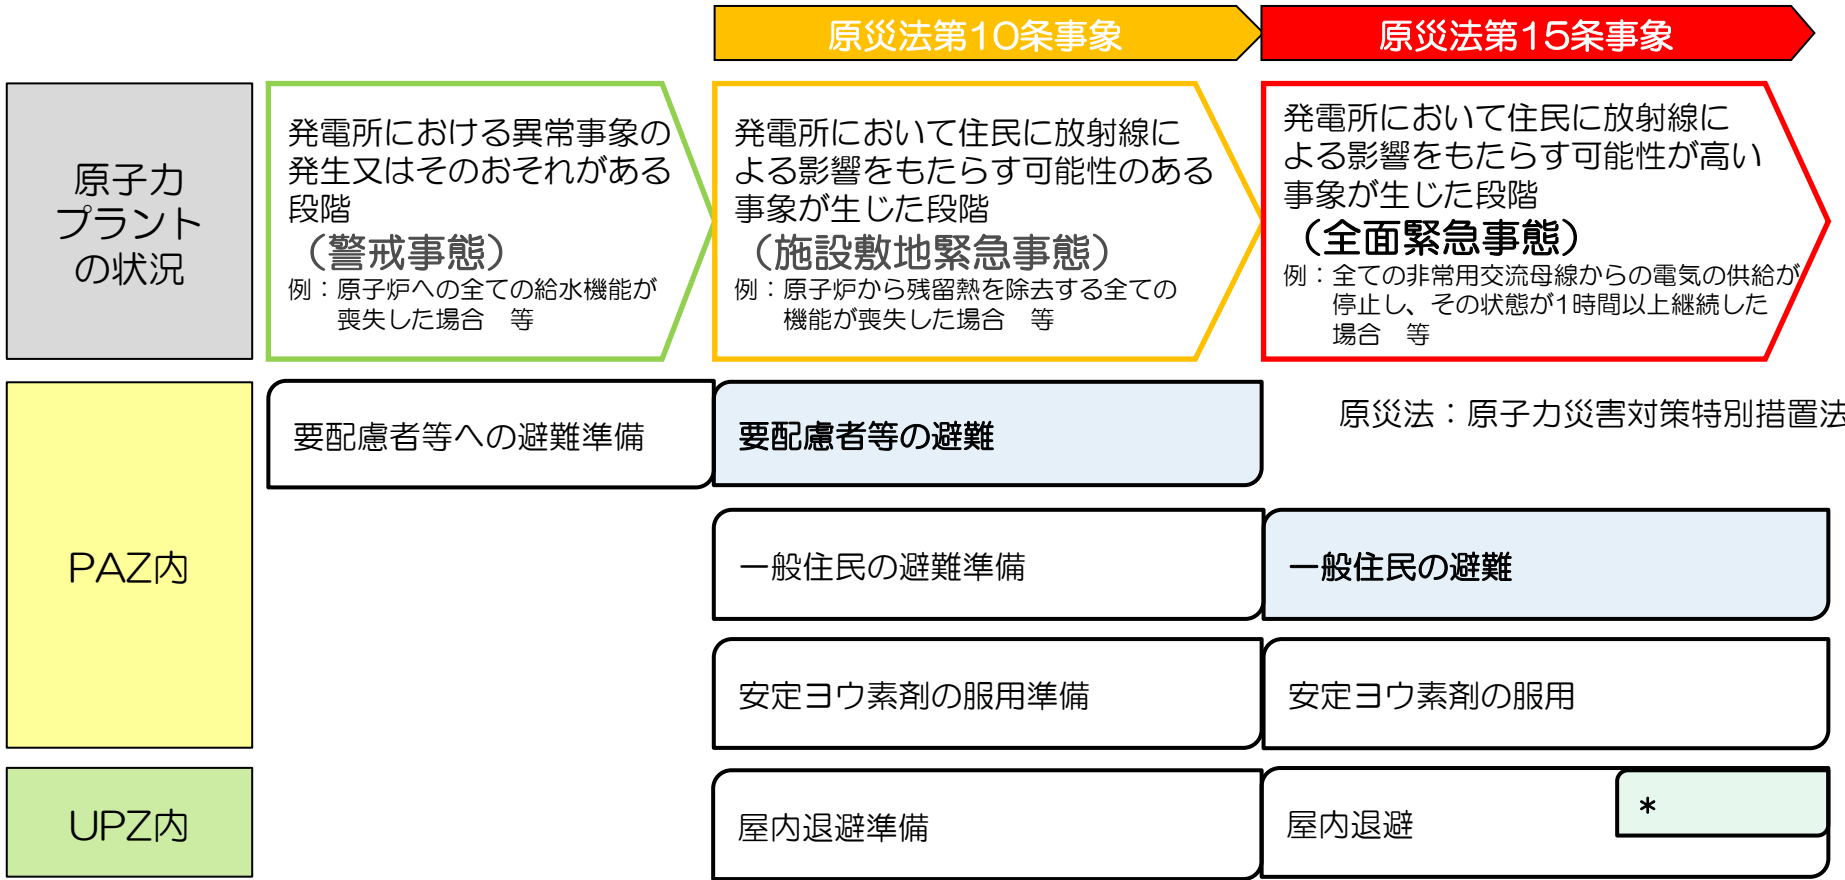 原災法第10条事象
原災法第15条事象
原子力
プラント
の状況
発電所における異常事象の
発生又はそのおそれがある
段階
（警戒事態）
例：原子炉への全ての給水機能が
喪失した場合　等
発電所において住民に放射線に
よる影響をもたらす可能性のある
事象が生じた段階
（施設敷地緊急事態）
例：原子炉から残留熱を除去する全ての
機能が喪失した場合　等
発電所において住民に放射線に
よる影響をもたらす可能性が高い
事象が生じた段階
（全面緊急事態）
例：全ての非常用交流母線からの電気の供給が
停止し、その状態が1時間以上継続した
場合　等
PAZ内
要配慮者等への避難準備
要配慮者等の避難
原災法：原子力災害対策特別措置法
一般住民の避難準備
一般住民の避難
安定ヨウ素剤の服用準備
安定ヨウ素剤の服用
UPZ内
屋内退避準備
屋内退避
*